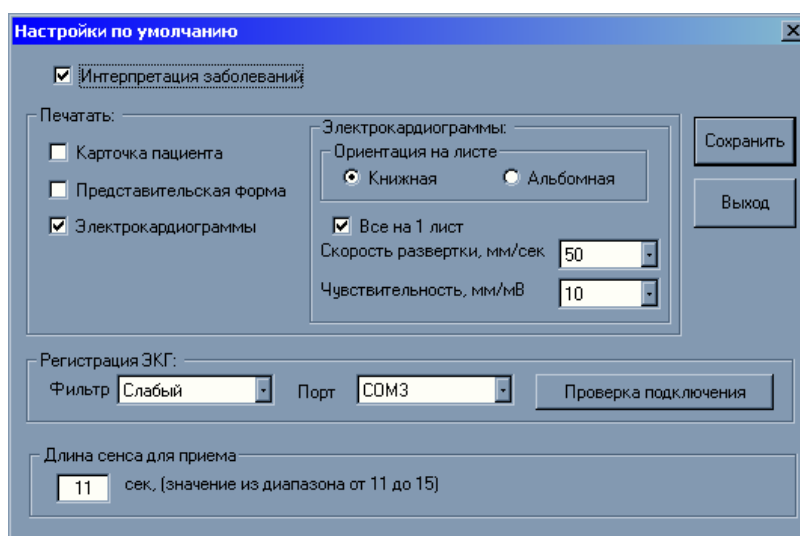 Настройки по умолчанию
Интерпретация заболеваний
Печатать:
Карточка пациента
Представительская форма
Электрокардиограммы
Электрокардиограммы:
Ориентация на листе
Книжная Альбомная
Все на 1 лист
Скорость развертки, мм/сек 50
Чувствительность, мм/мВ 10
Сохранить
Выход
Регистрация ЭКГ:
Фильтр Слабый Порт COM3 Проверка подключения
Длина сенса для приема
11 сек, (значение из диапазона от 11 до 15)